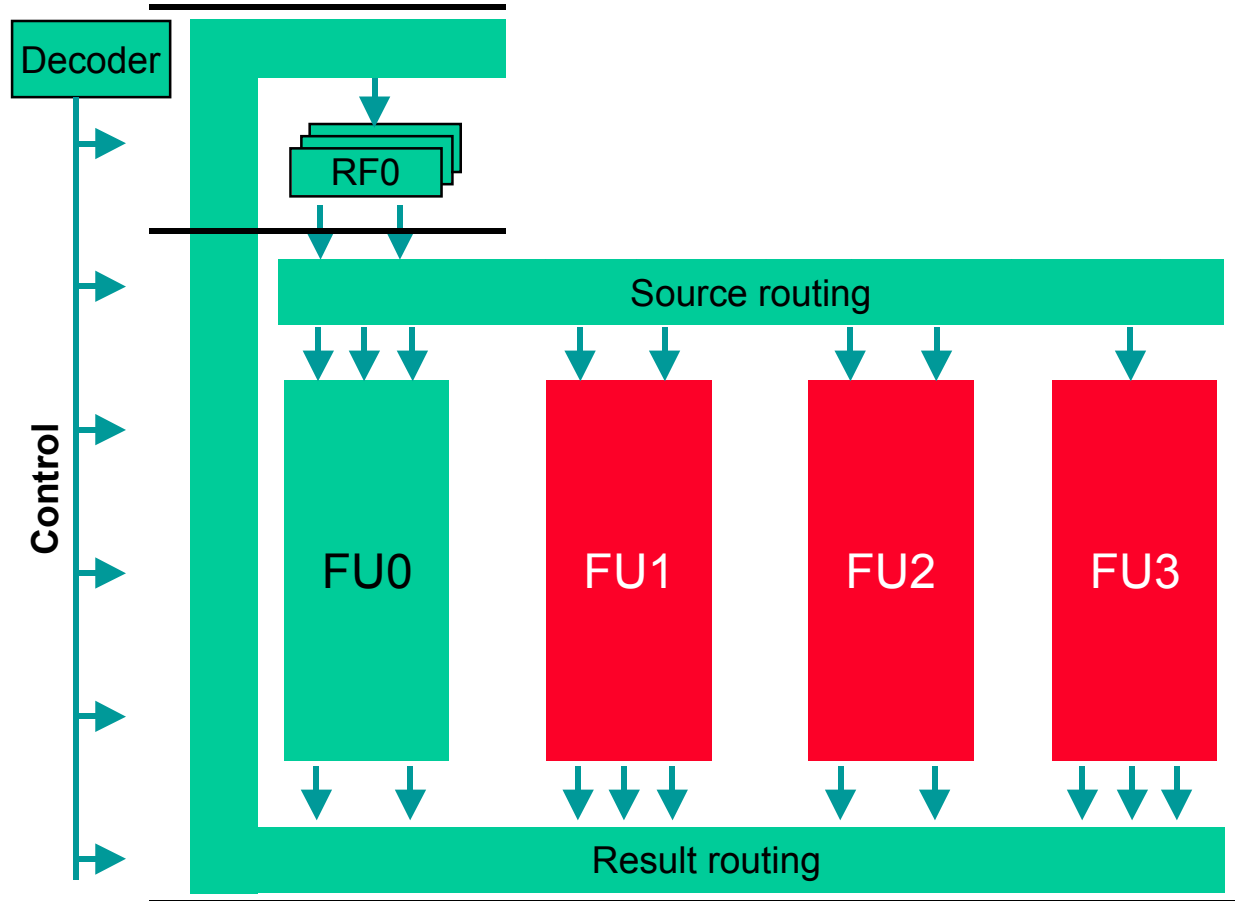 Decoder
RF0
Source routing
Control
FU0
FU1
FU2
FU3
Result routing